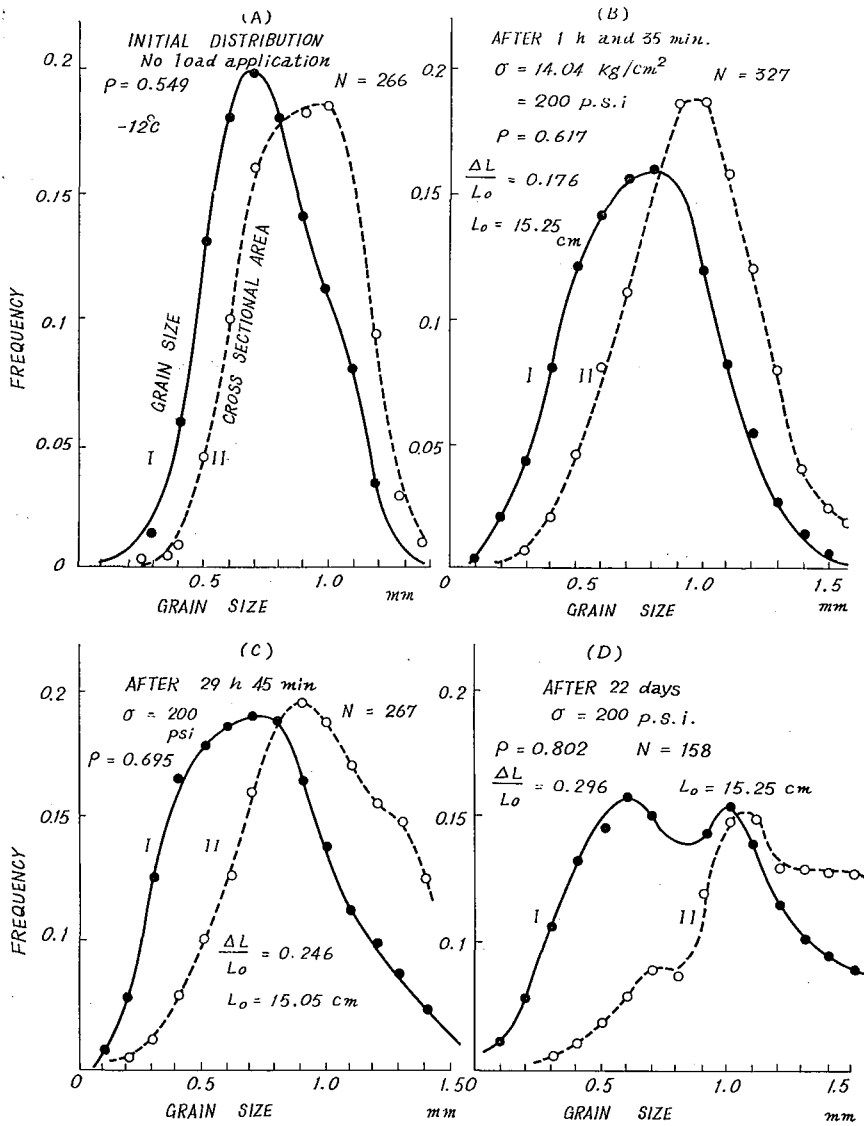 (A)
INITIAL DISTRIBUTION
No load application
ρ = 0.549
N = 266
-12°C
0.2
0.15
0.1
0.05
0
FREQUENCY
GRAIN SIZE
CROSS SECTIONAL AREA
I
II
0.5
1.0
GRAIN SIZE
mm
(B)
AFTER 1 h and 35 min.
σ = 14.04 Kg/cm²
= 200 p.s.i
N = 327
ρ = 0.617
ΔL/L₀ = 0.176
L₀ = 15.25 cm
0.2
0.15
0.1
0.05
I
II
0
0.5
1.0
1.5
GRAIN SIZE
mm
(C)
AFTER 29 h 45 min
σ = 200 psi
N = 267
ρ = 0.695
0.2
0.15
0.1
FREQUENCY
I
II
ΔL/L₀ = 0.246
L₀ = 15.05 cm
0
0.5
1.0
1.50
GRAIN SIZE
mm
(D)
AFTER 22 days
σ = 200 p.s.i.
ρ = 0.802
N = 158
ΔL/L₀ = 0.296
L₀ = 15.25 cm
0.2
0.15
0.1
I
II
0.5
1.0
1.5
GRAIN SIZE
mm